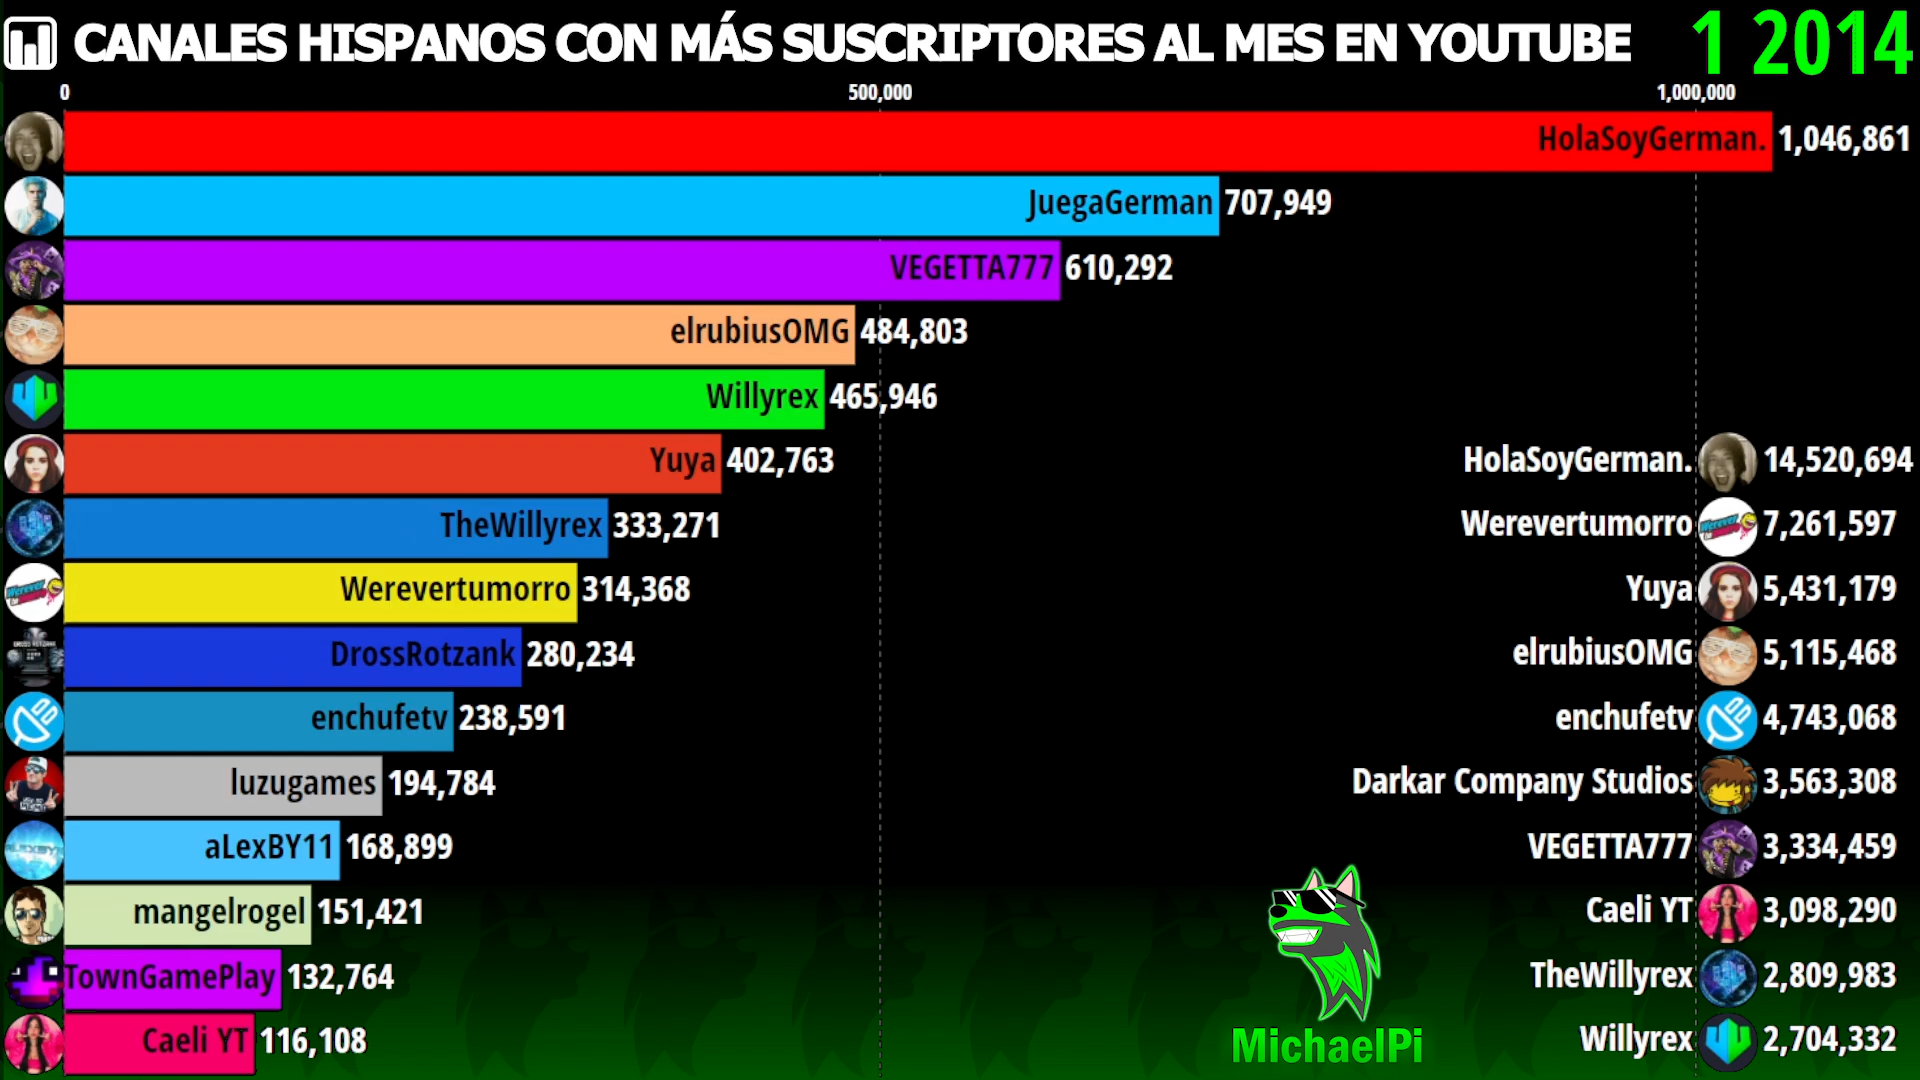 CANALES HISPANOS CON MÁS SUSCRIPTORES AL MES EN YOUTUBE 1 2014
0 500,000 1,000,000
HolaSoyGerman. 1,046,861
JuegaGerman 707,949
VEGETTA777 610,292
elrubiusOMG 484,803
Willyrex 465,946
Yuya 402,763
HolaSoyGerman. 14,520,694
TheWillyrex 333,271
Werevertumorro 7,261,597
Werevertumorro 314,368
Yuya 5,431,179
DrossRotzank 280,234
elrubiusOMG 5,115,468
enchufetv 238,591
enchufetv 4,743,068
luzugames 194,784
Darkar Company Studios 3,563,308
aLexBY11 168,899
VEGETTA777 3,334,459
mangelrogel 151,421
Caeli YT 3,098,290
TownGamePlay 132,764
TheWillyrex 2,809,983
Caeli YT 116,108
MichaelPi
Willyrex 2,704,332